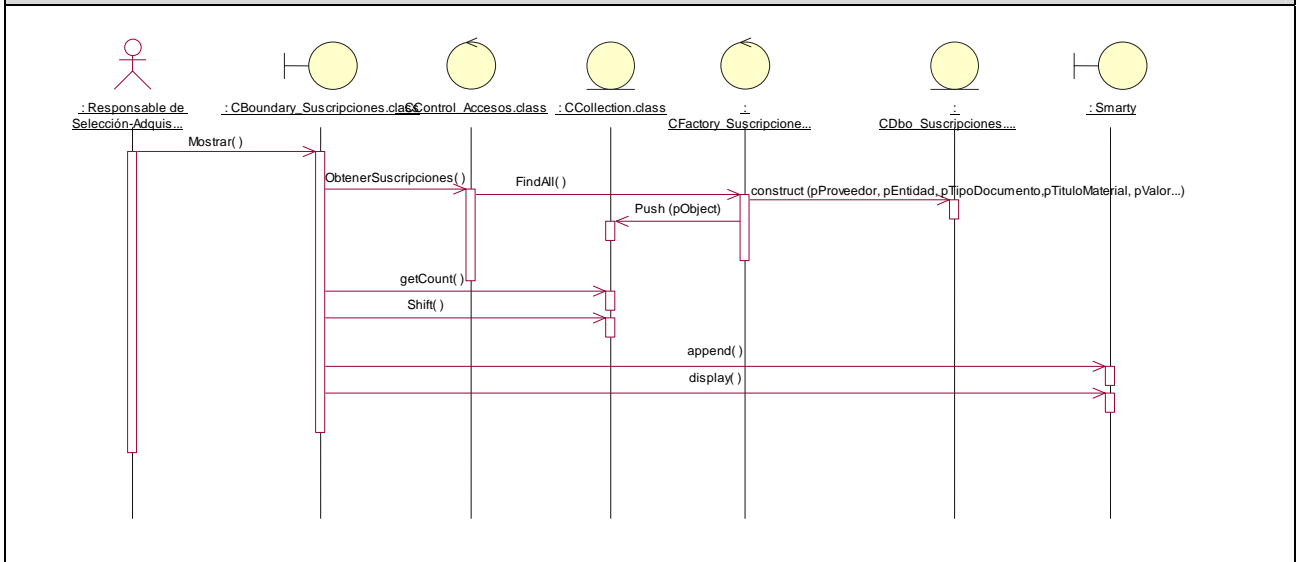 : Responsable de
Selección-Adquis...
: CBoundary_Suscripciones.class
CControl_Accesos.class
: CCollection.class
:
CFactory_Suscripcione...
:
CDbo_Suscripciones....
: Smarty
Mostrar( )
ObtenerSuscripciones( )
FindAll( )
construct (pProveedor, pEntidad, pTipoDocumento,pTituloMaterial, pValor...)
Push (pObject)
getCount( )
Shift( )
append( )
display( )